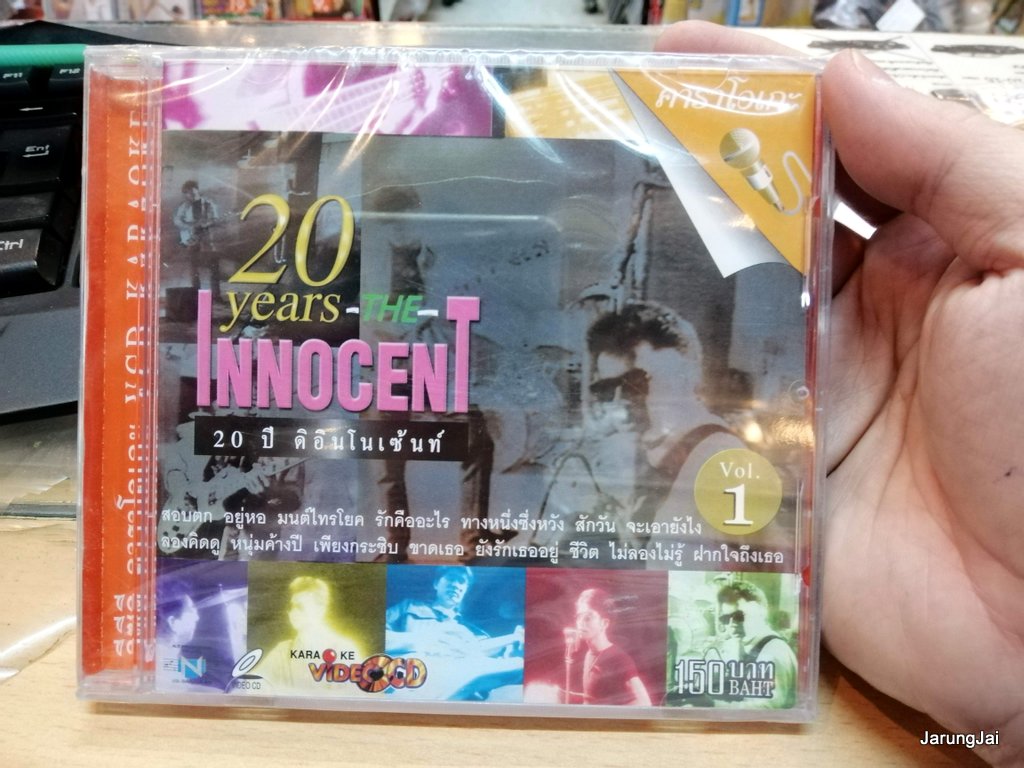 คาราโอเกะ
20
years -THE-
INNOCENT
20 ปี ดิอินโนเซ้นท์
Vol.
1
สอบตก อยู่หอ มนต์ไทรโยค รักคืออะไร ทางหนึ่งซึ่งหวัง สักวัน จะเอายังไง
ลองคิดดู หนุ่มค้างปี เพียงกระซิบ ขาดเธอ ยังรักเธออยู่ ชีวิต ไม่ลองไม่รู้ ฝากใจถึงเธอ
VIDEO CD
KARAOKE
VIDEO CD
150 บาท
BAHT
VCD KARAOKE
Ent
Ctrl
JarungJai